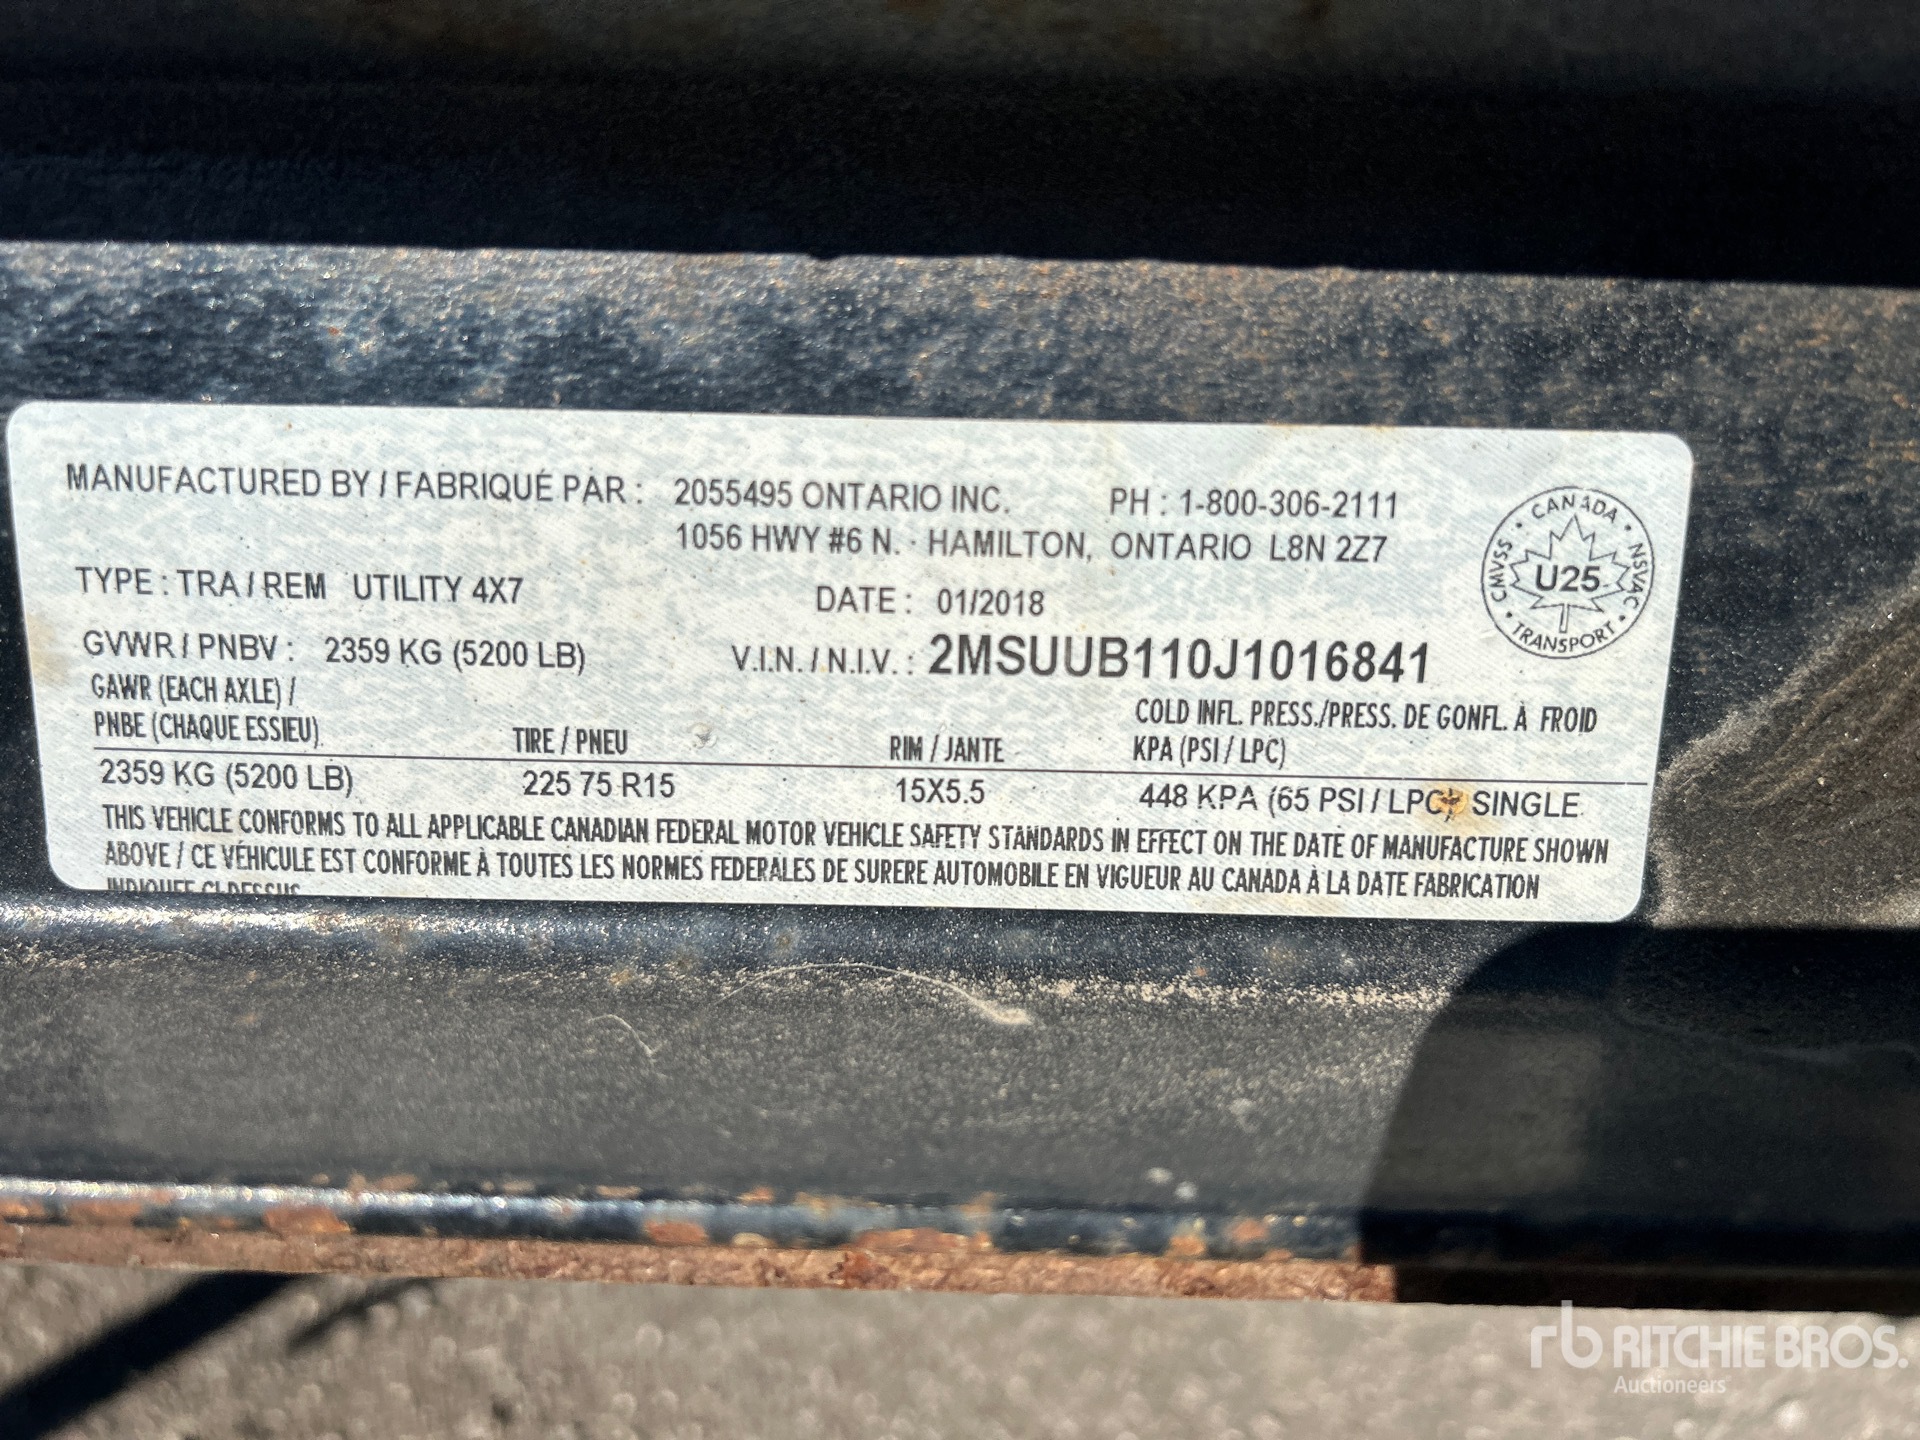 MANUFACTURED BY / FABRIQUÉ PAR : 2055495 ONTARIO INC. PH : 1-800-306-2111
1056 HWY #6 N. · HAMILTON, ONTARIO L8N 2Z7
TYPE : TRA / REM UTILITY 4X7 DATE : 01/2018
GVWR / PNBV : 2359 KG (5200 LB) V.I.N. / N.I.V. : 2MSUUB110J1016841
GAWR (EACH AXLE) /
PNBE (CHAQUE ESSIEU) TIRE / PNEU RIM / JANTE COLD INFL. PRESS./PRESS. DE GONFL. À FROID
KPA (PSI / LPC)
2359 KG (5200 LB) 225 75 R15 15X5.5 448 KPA (65 PSI / LPC) SINGLE
THIS VEHICLE CONFORMS TO ALL APPLICABLE CANADIAN FEDERAL MOTOR VEHICLE SAFETY STANDARDS IN EFFECT ON THE DATE OF MANUFACTURE SHOWN
ABOVE / CE VÉHICULE EST CONFORME À TOUTES LES NORMES FEDERALES DE SURERE AUTOMOBILE EN VIGUEUR AU CANADA À LA DATE FABRICATION
INDIQUEE CI-DESSUS
CANADA
CMVSS
NSVAC
U25
TRANSPORT
rb RITCHIE BROS.
Auctioneers